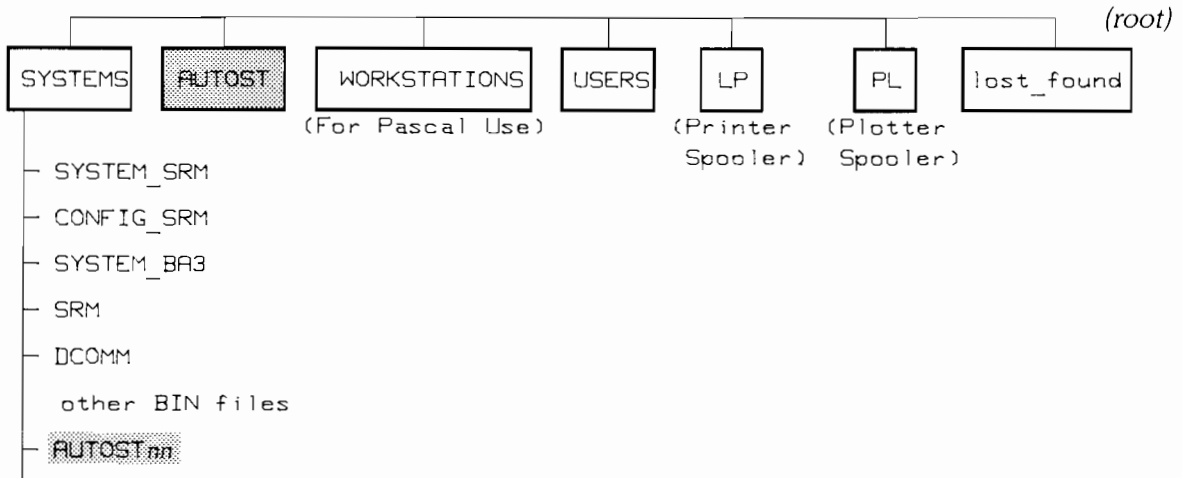 (root)
SYSTEMS AUTOST WORKSTATIONS USERS LP PL lost_found
(For Pascal Use) (Printer Spooler) (Plotter Spooler)
SYSTEM_SRM
CONFIG_SRM
SYSTEM_BA3
SRM
DCOMM
other BIN files
AUTOSTnn